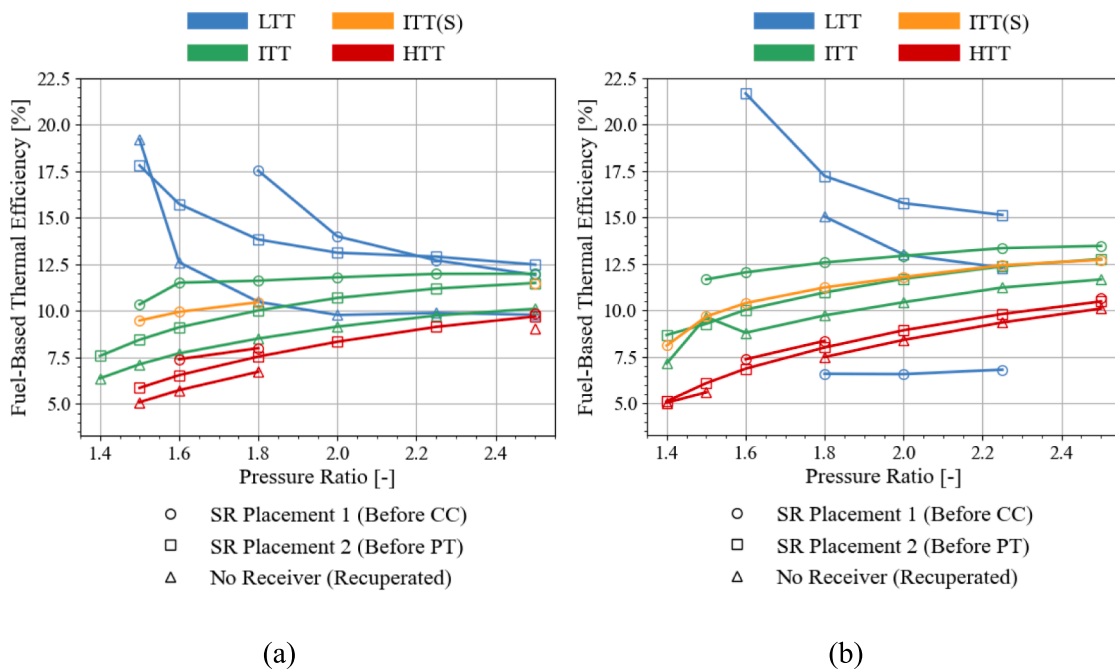 LTT ITT(S) LTT ITT(S)
ITT HTT ITT HTT
Fuel-Based Thermal Efficiency [%]
22.5
20.0
17.5
15.0
12.5
10.0
7.5
5.0
1.4 1.6 1.8 2.0 2.2 2.4
Pressure Ratio [-]
Fuel-Based Thermal Efficiency [%]
22.5
20.0
17.5
15.0
12.5
10.0
7.5
5.0
1.4 1.6 1.8 2.0 2.2 2.4
Pressure Ratio [-]
SR Placement 1 (Before CC)
SR Placement 2 (Before PT)
No Receiver (Recuperated)
SR Placement 1 (Before CC)
SR Placement 2 (Before PT)
No Receiver (Recuperated)
(a) (b)